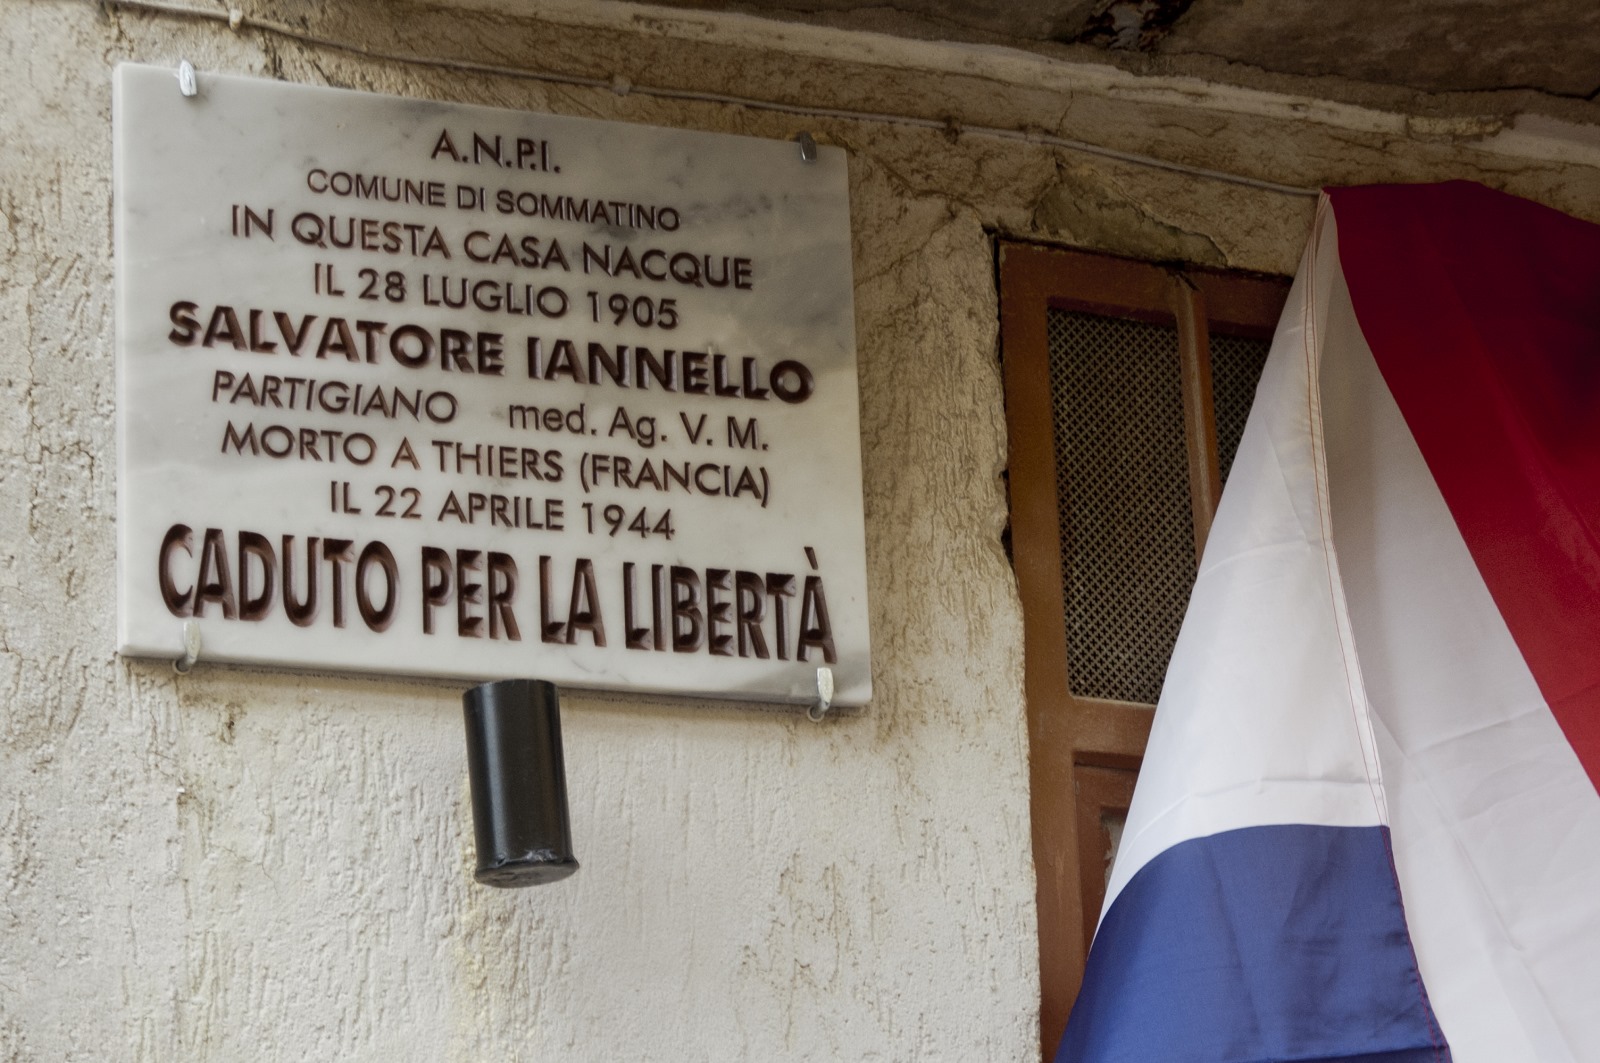 A.N.P.I.
COMUNE DI SOMMATINO
IN QUESTA CASA NACQUE
IL 28 LUGLIO 1905
SALVATORE IANNELLO
PARTIGIANO med. Ag. V. M.
MORTO A THIERS (FRANCIA)
IL 22 APRILE 1944
CADUTO PER LA LIBERTÀ